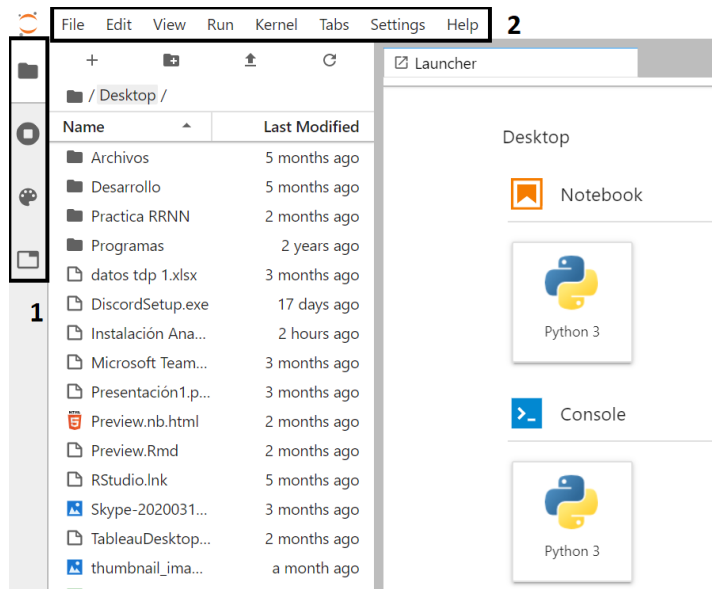 File Edit View Run Kernel Tabs Settings Help 2
Launcher
/ Desktop /
Name Last Modified
Archivos 5 months ago
Desarrollo 5 months ago
Practica RRNN 2 months ago
Programas 2 years ago
datos tdp 1.xlsx 3 months ago
DiscordSetup.exe 17 days ago
Instalación Ana... 2 hours ago
Microsoft Team... 3 months ago
Presentación1.p... 3 months ago
Preview.nb.html 2 months ago
Preview.Rmd 2 months ago
RStudio.lnk 5 months ago
Skype-2020031... 3 months ago
TableauDesktop... 2 months ago
thumbnail_ima... a month ago
1
Desktop
Notebook
Python 3
Console
Python 3